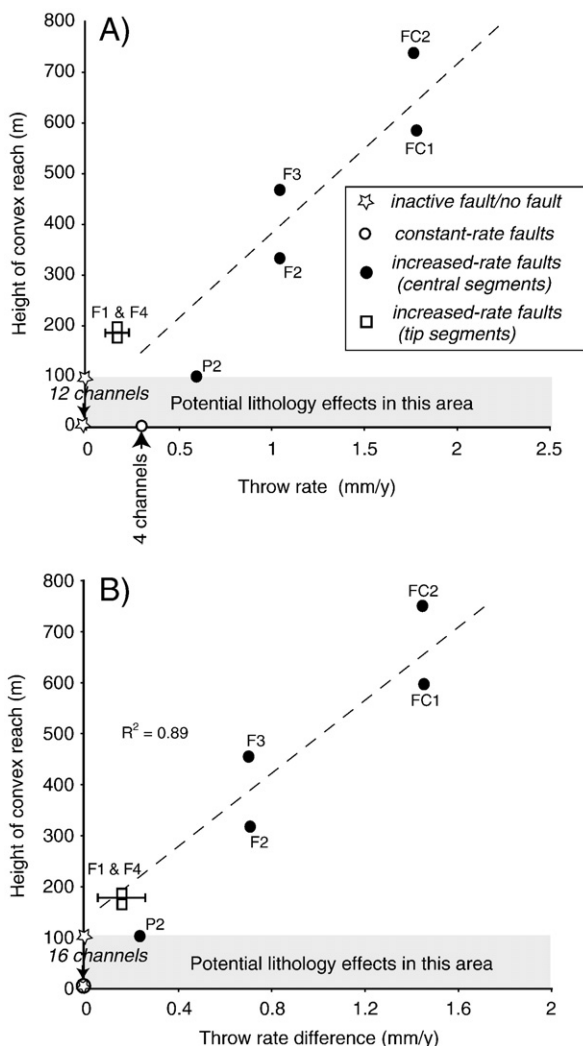 A)
800
700
600
500
400
300
200
100
0
Height of convex reach (m)
FC2
FC1
F3
F2
F1 & F4
P2
inactive fault/no fault
constant-rate faults
increased-rate faults
(central segments)
increased-rate faults
(tip segments)
12 channels
Potential lithology effects in this area
0
0.5
1
1.5
2
2.5
4 channels
Throw rate (mm/y)
B)
800
700
600
500
400
300
200
100
0
Height of convex reach (m)
FC2
FC1
R² = 0.89
F3
F2
F1 & F4
P2
16 channels
Potential lithology effects in this area
0
0.4
0.8
1.2
1.6
2
Throw rate difference (mm/y)